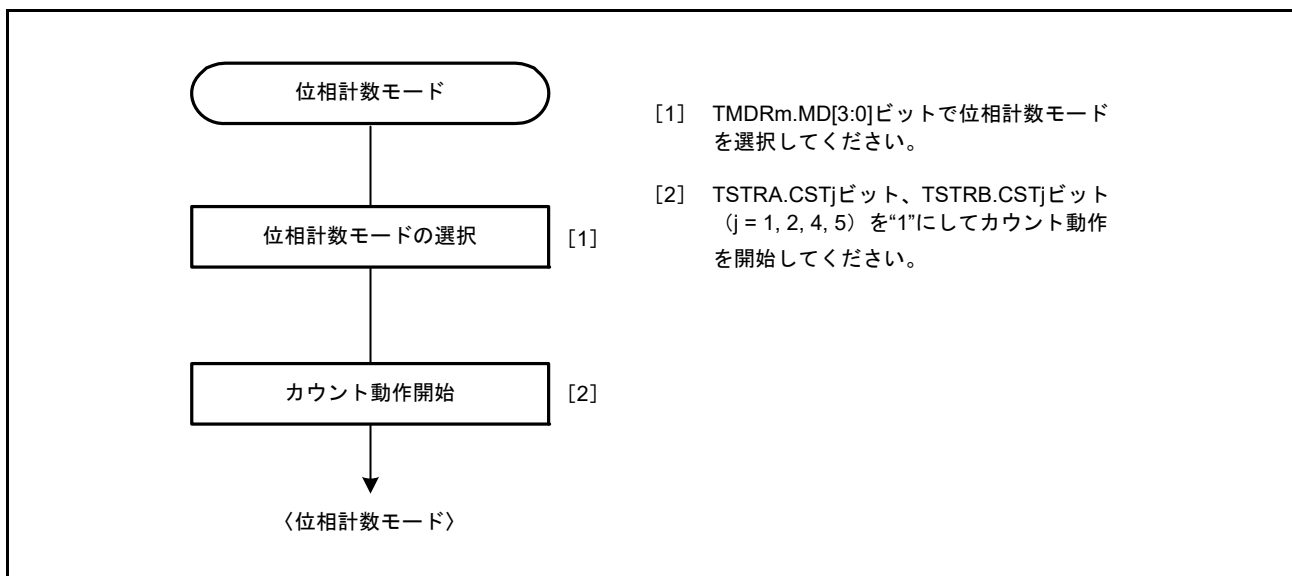 位相計数モード
[1] TMDRm.MD[3:0]ビットで位相計数モード
を選択してください。
[2] TSTRA.CSTjビット、TSTRB.CSTjビット
（j = 1, 2, 4, 5）を“1”にしてカウント動作
を開始してください。
位相計数モードの選択 [1]
カウント動作開始 [2]
〈位相計数モード〉